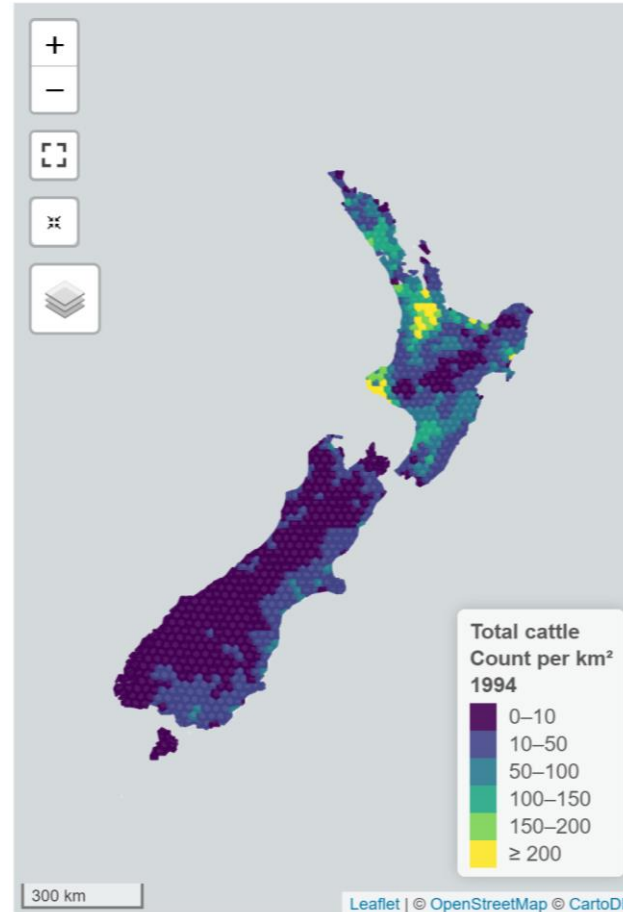 +
−
Total cattle
Count per km²
1994
0–10
10–50
50–100
100–150
150–200
≥ 200
300 km
Leaflet | © OpenStreetMap © CartoD